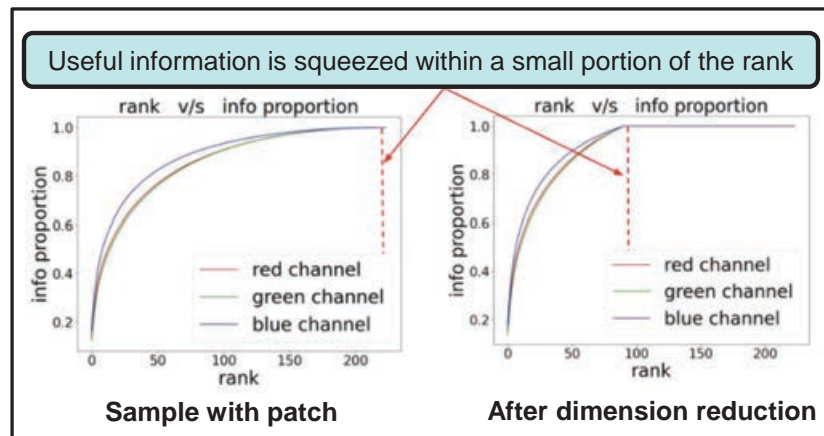 Useful information is squeezed within a small portion of the rank
rank v/s info proportion
1.0
0.8
0.6
0.4
0.2
info proportion
red channel
green channel
blue channel
0 50 100 150 200
rank
Sample with patch
rank v/s info proportion
1.0
0.8
0.6
0.4
0.2
info proportion
red channel
green channel
blue channel
0 50 100 150 200
rank
After dimension reduction